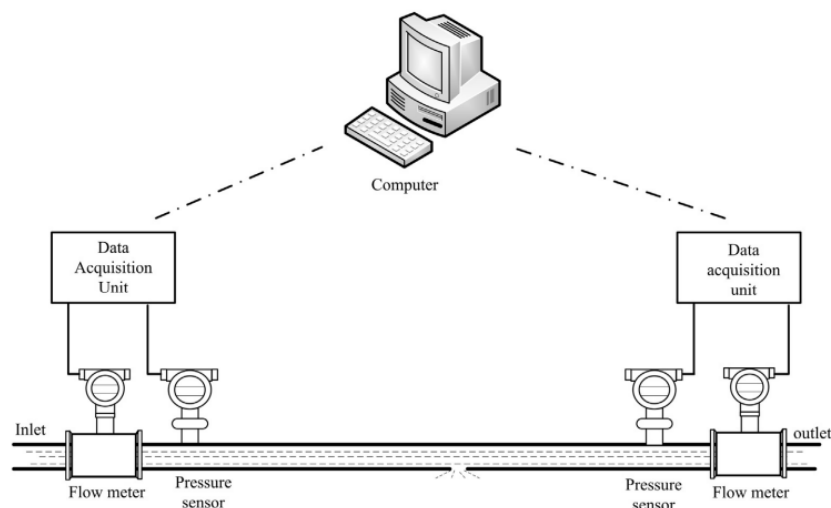 Computer
Data
Acquisition
Unit
Data
acquisition
unit
Inlet
outlet
Flow meter
Pressure
sensor
Pressure
sensor
Flow meter